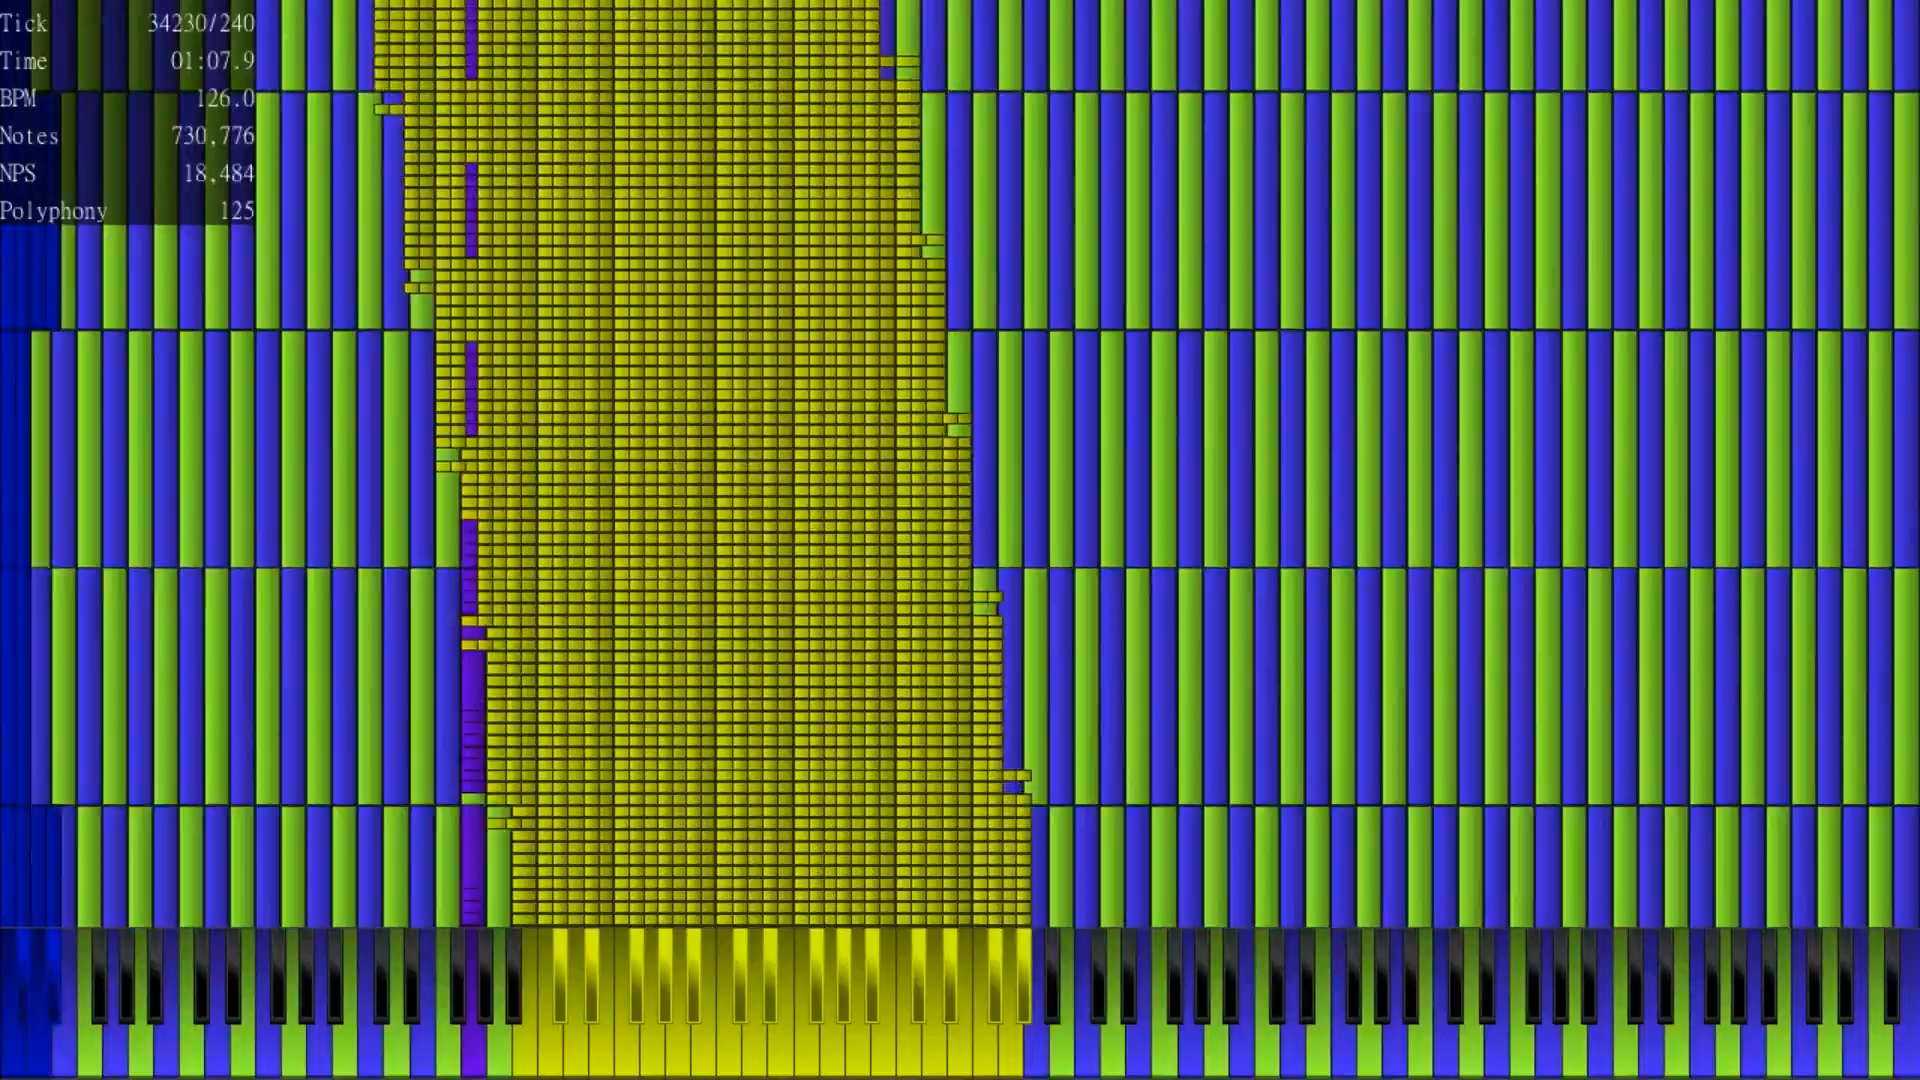 Tick 34230/240
Time 01:07.9
BPM 126.0
Notes 730,776
NPS 18,484
Polyphony 125